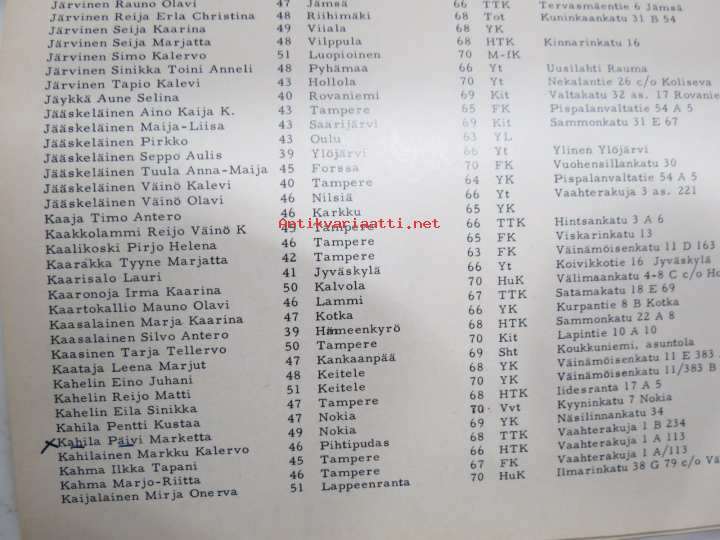 Järvinen Rauno Olavi 47 Jämsä 66 TTK Tervasmäentie 6 Jämsä
Järvinen Reija Erla Christina 48 Riihimäki 68 Tot Kuninkaankatu 31 B 54
Järvinen Seija Kaarina 49 Viiala 68 YK
Järvinen Seija Marjatta 48 Vilppula 68 HTK Kinnarinkatu 16
Järvinen Simo Kalervo 51 Luopioinen 70 M-fK
Järvinen Sinikka Toini Anneli 48 Pyhämaa 66 Yt Uusilahti Rauma
Järvinen Tapio Kalevi 43 Hollola 70 Yt Nekalantie 26 c/o Koliseva
Jäykkä Aune Selina 40 Rovaniemi 69 Kit Valtakatu 32 as. 17 Rovanie
Jääskeläinen Aino Kaija K. 43 Tampere 65 FK Pispalanvaltatie 54 A 5
Jääskeläinen Maija-Liisa 43 Saarijärvi 69 Kit Sammonkatu 31 E 67
Jääskeläinen Pirkko 43 Oulu 63 YL
Jääskeläinen Seppo Aulis 39 Ylöjärvi 66 Yt Ylinen Ylöjärvi
Jääskeläinen Tuula Anna-Maija 45 Forssa 70 FK Vuohensillankatu 30
Jääskeläinen Väinö Kalevi 40 Tampere 64 YK Pispalanvaltatie 54 A 5
Jääskeläinen Väinö Olavi 46 Nilsiä 66 Yt Vaahterakuja 3 as. 221
Kaaja Timo Antero 46 Karkku 65 YK
Antikvariaatti.net
Kaakkolammi Reijo Väinö K 45 Tampere 66 TTK Hintsankatu 3 A 6
Kaalikoski Pirjo Helena 46 Tampere 65 FK Viskarinkatu 13
Kaarakka Tyyne Marjatta 42 Tampere 63 FK Väinämöisenkatu 11 D 163
Kaarisalo Lauri 41 Jyväskylä 66 Yt Koivikkotie 16 Jyväskylä
Kaaronoja Irma Kaarina 50 Kalvola 70 HuK Välimaankatu 4-8 C c/o Ho
Kaartokallio Mauno Olavi 46 Lammi 67 TTK Satamakatu 18 E 69
Kaasalainen Marja Kaarina 47 Kotka 66 YK Kurpantie 8 B Kotka
Kaasalainen Silvo Antero 39 Hämeenkyrö 68 HTK Sammonkatu 22 A 8
Kaasinen Tarja Tellervo 50 Tampere 70 Kit Lapintie 10 A 10
Kaataja Leena Marjut 47 Kankaanpää 69 Sht Koukkuniemi, asuntola
Kahelin Eino Juhani 48 Keitele 68 YK Väinämöisenkatu 11 E 383
Kahelin Reijo Matti 51 Keitele 70 YK Väinämöisenkatu 11/383 B
Kahelin Eila Sinikka 47 Tampere 68 HTK Iidesranta 17 A 5
Kahila Pentti Kustaa 47 Nokia 70 Vvt Kyyninkatu 7 Nokia
Kahila Päivi Marketta 49 Nokia 69 YK Näsilinnankatu 34
Kahilainen Markku Kalervo 46 Pihtipudas 68 TTK Vaahterakuja 1 B 234
Kahma Ilkka Tapani 46 Tampere 68 HTK Vaahterakuja 1 A 113
Kahma Marjo-Riitta 45 Tampere 67 FK Vaahterakuja 1 A/113
Kaijalainen Mirja Onerva 51 Lappeenranta 70 HuK Ilmarinkatu 38 G 79 c/o Vä